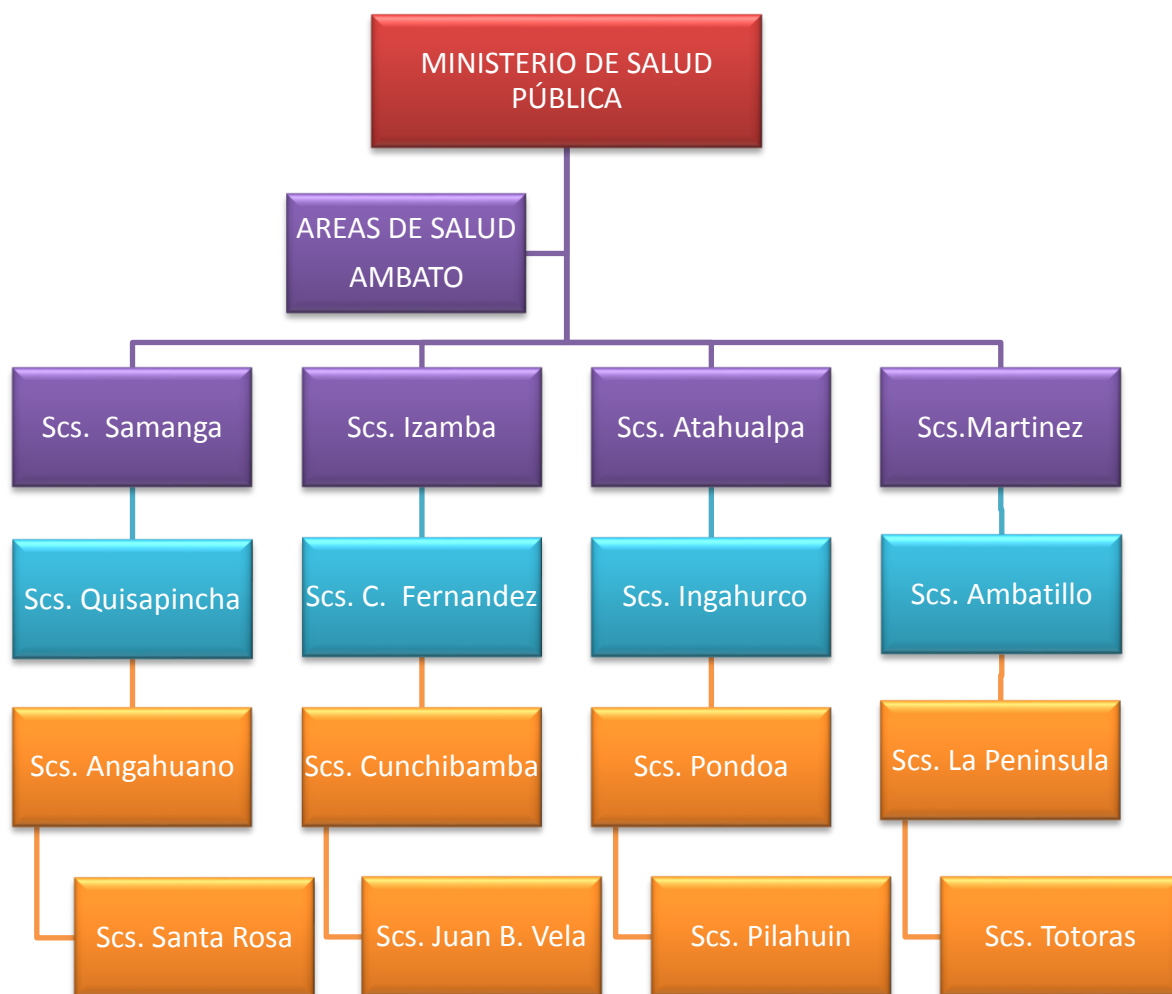 MINISTERIO DE SALUD
PÚBLICA
AREAS DE SALUD
AMBATO
Scs. Samanga
Scs. Izamba
Scs. Atahualpa
Scs.Martinez
Scs. Quisapincha
Scs. C. Fernandez
Scs. Ingahurco
Scs. Ambatillo
Scs. Angahuano
Scs. Cunchibamba
Scs. Pondoa
Scs. La Peninsula
Scs. Santa Rosa
Scs. Juan B. Vela
Scs. Pilahuin
Scs. Totoras